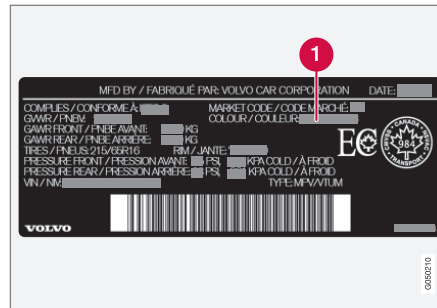 1
MFD BY / FABRIQUÉ PAR: VOLVO CAR CORPORATION DATE:
COMPLIES / CONFORME À: MARKET CODE / CODE MARCHÉ:
GVWR / PNBV: COLOUR / COULEUR:
GAWR FRONT / PNBE AVANT: KG
GAWR REAR / PNBE ARRIÈRE: KG
TIRES / PNEUS: 215/65R16 RIM / JANTE:
PRESSURE FRONT / PRESSION AVANT: PSI, KPA COLD / À FROID
PRESSURE REAR / PRESSION ARRIÈRE: PSI, KPA COLD / À FROID
VIN / NIV: TYPE: MPV/VTUM
CANADA
984
TRANSPORT
VOLVO
G050210